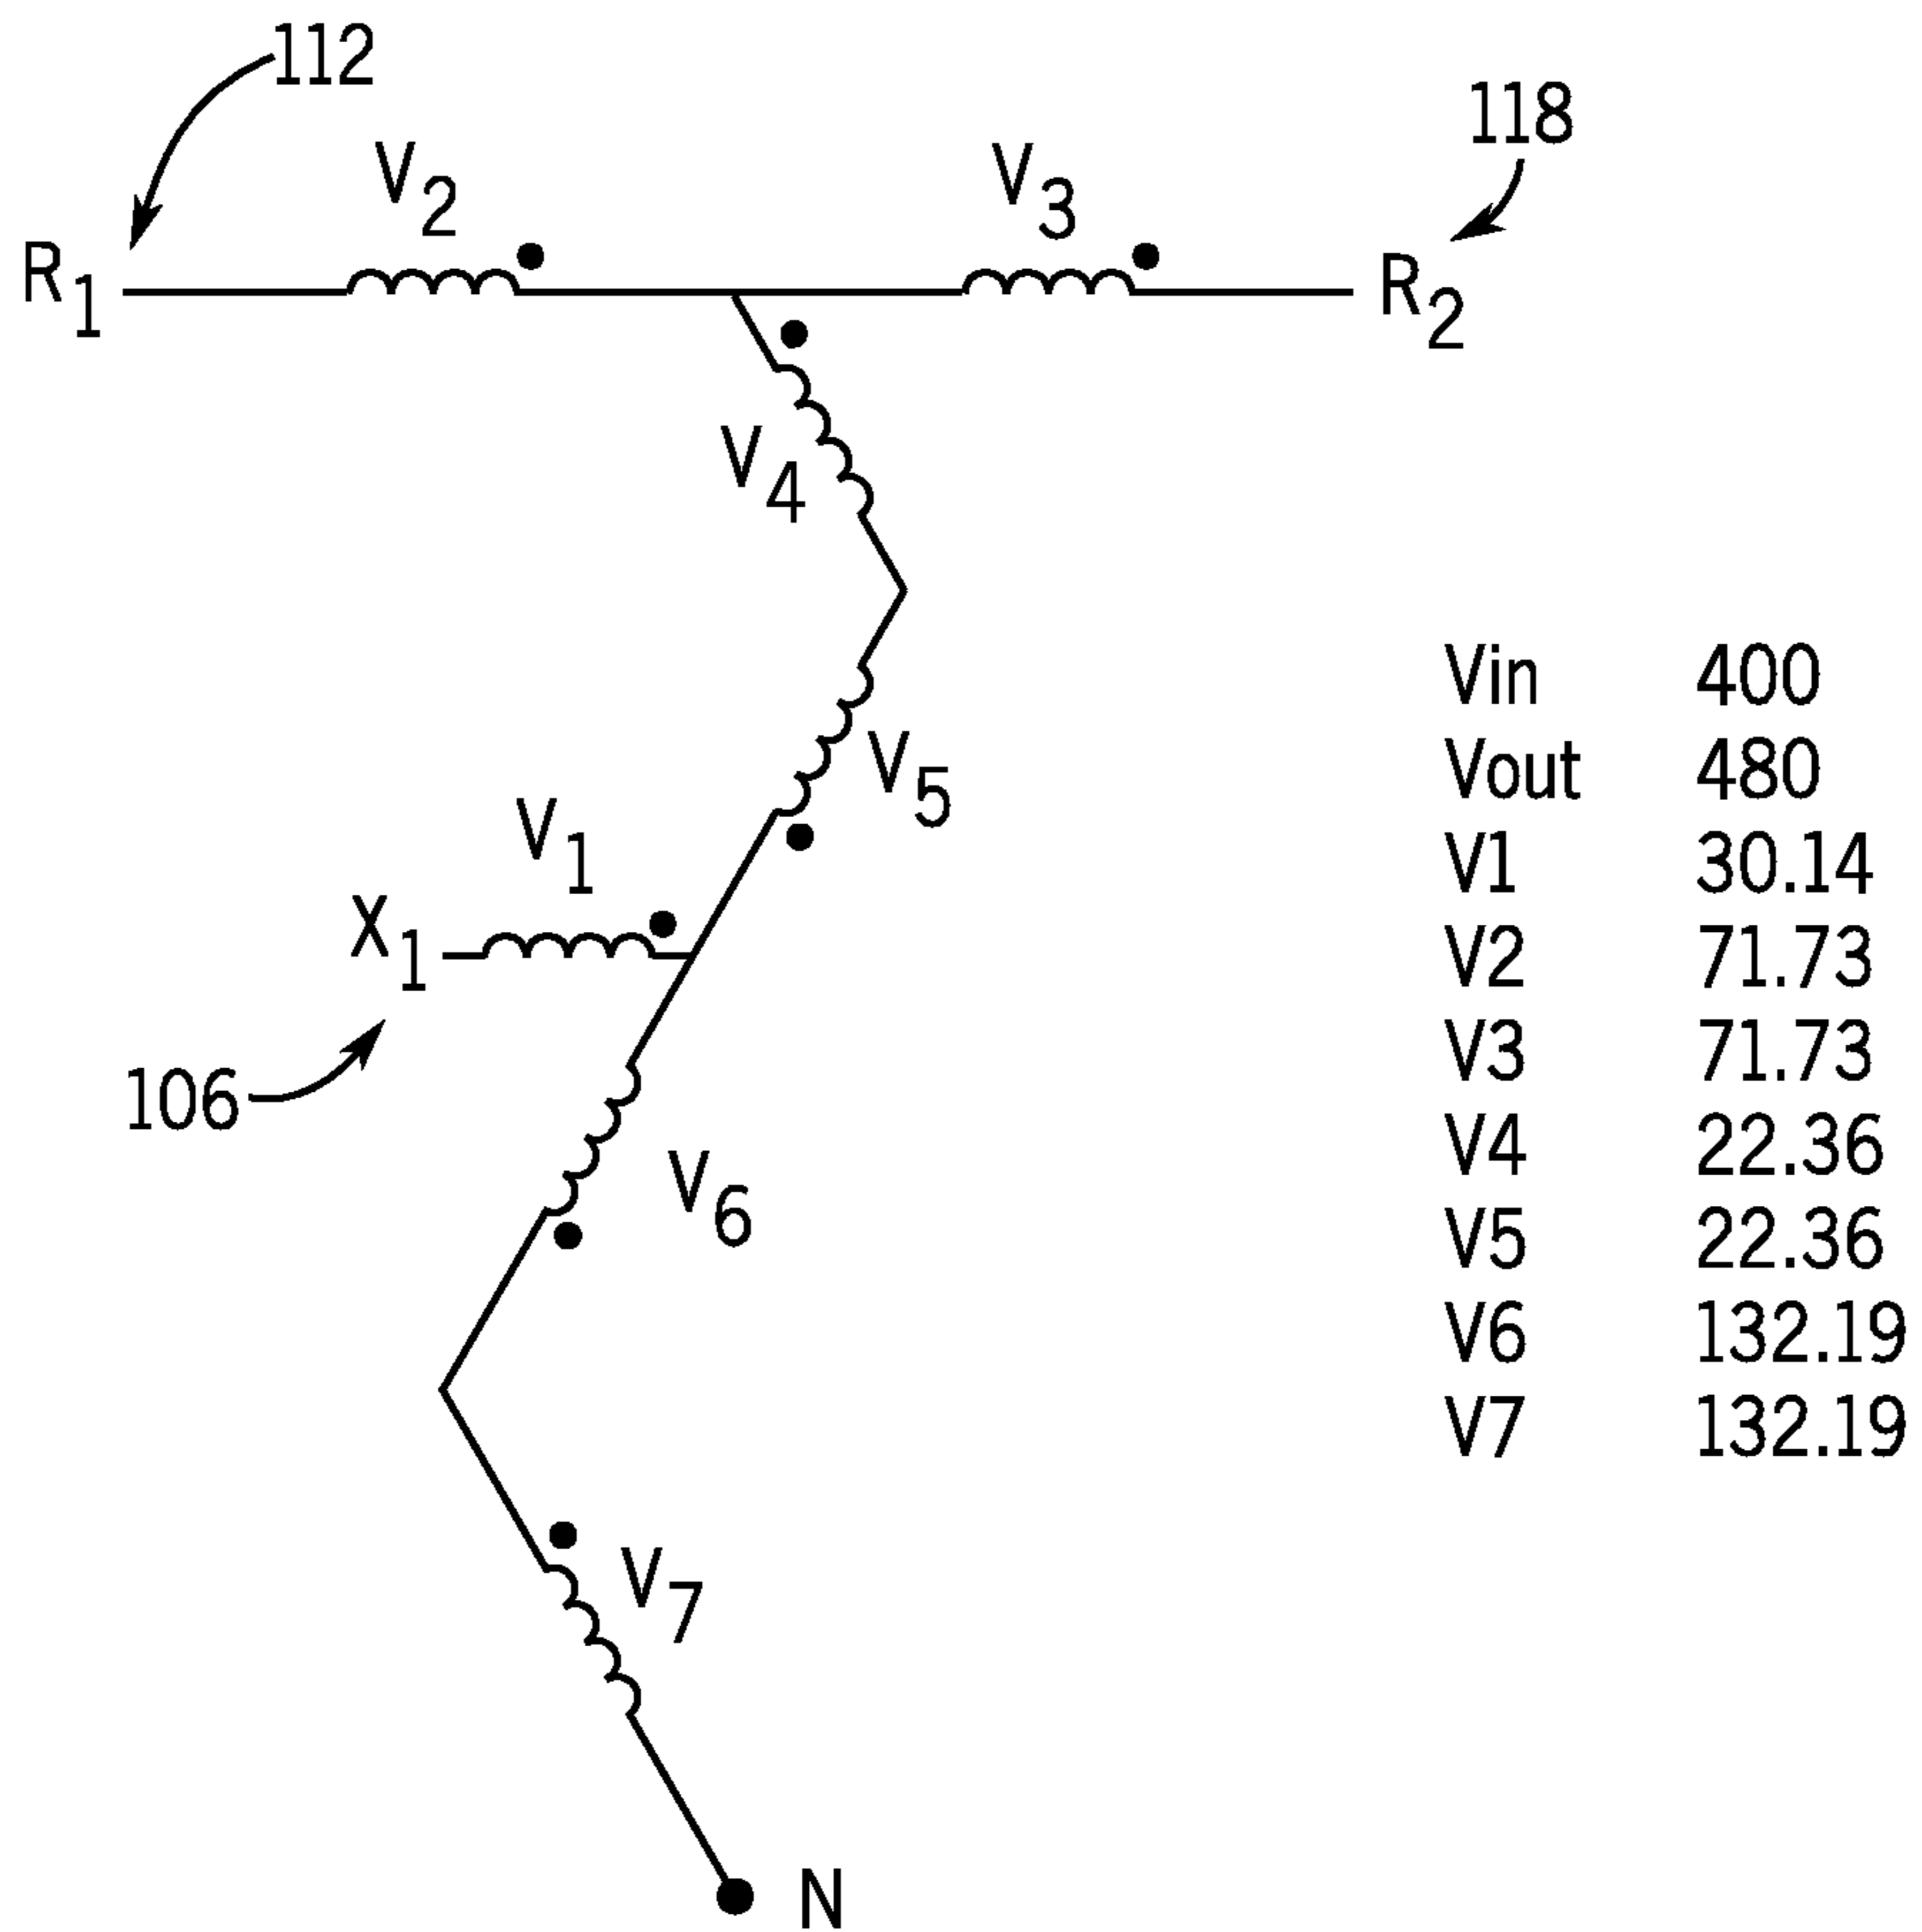 112
118
V2
V3
R1
R2
V4
V5
V1
X1
106
V6
V7
N
Vin 400
Vout 480
V1 30.14
V2 71.73
V3 71.73
V4 22.36
V5 22.36
V6 132.19
V7 132.19